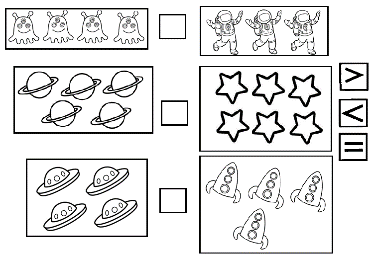 >
<
=